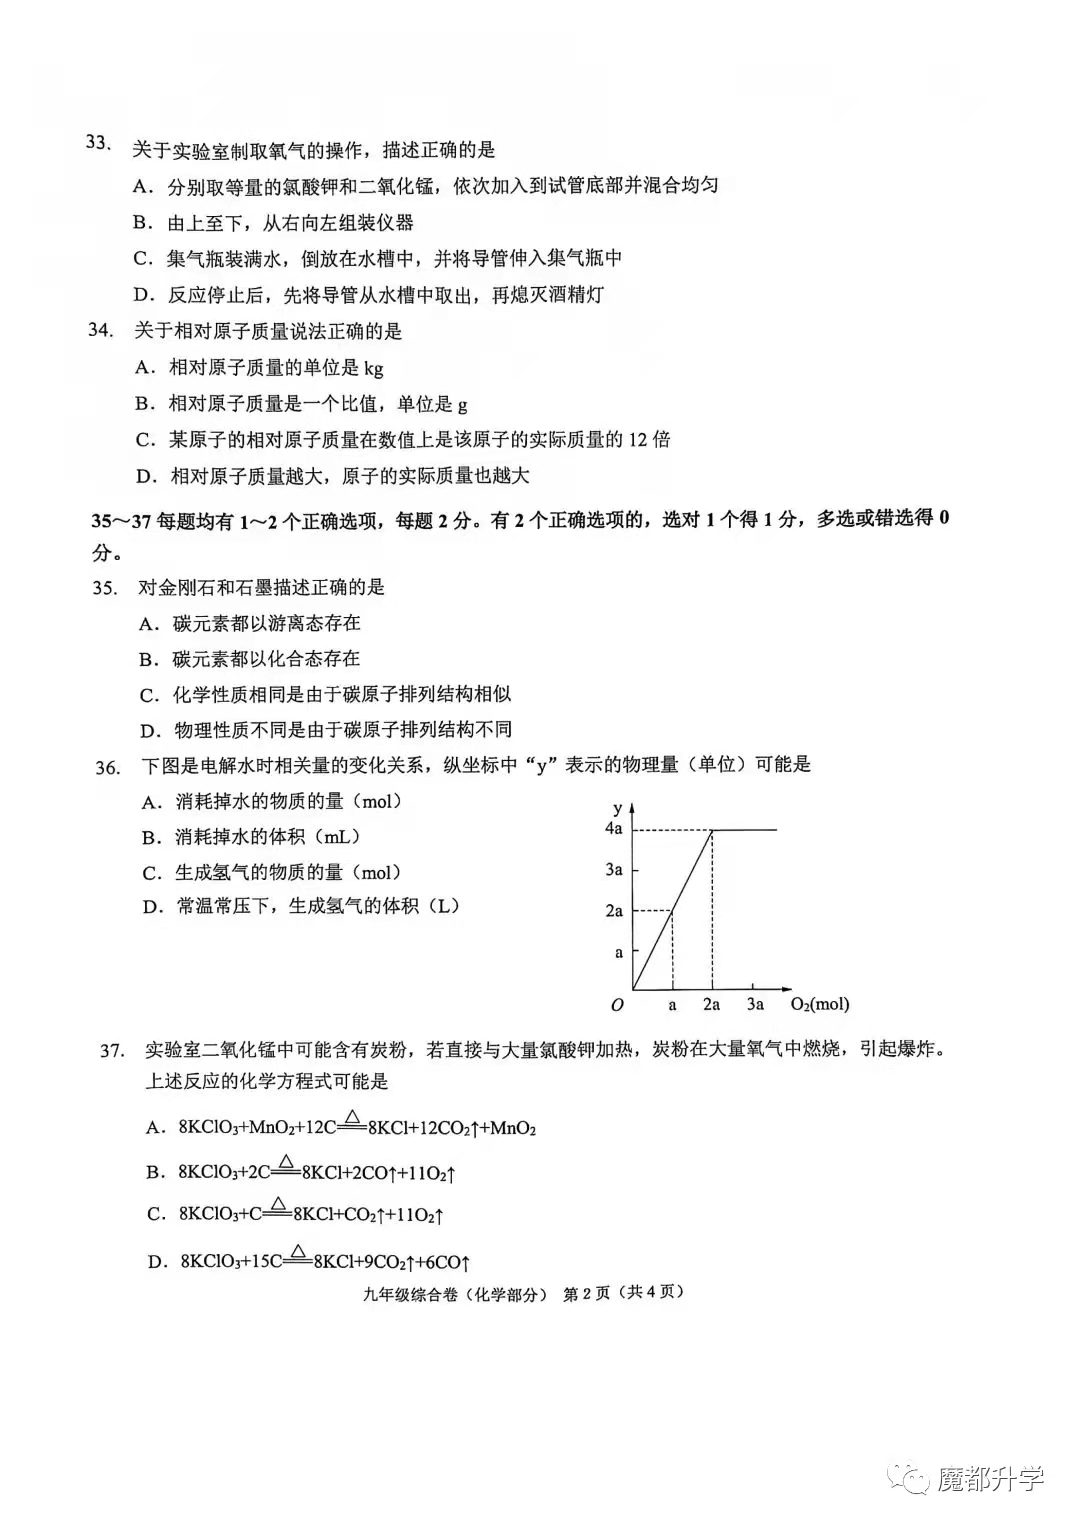 33. 关于实验室制取氧气的操作，描述正确的是
A．分别取等量的氯酸钾和二氧化锰，依次加入到试管底部并混合均匀
B．由上至下，从右向左组装仪器
C．集气瓶装满水，倒放在水槽中，并将导管伸入集气瓶中
D．反应停止后，先将导管从水槽中取出，再熄灭酒精灯
34. 关于相对原子质量说法正确的是
A．相对原子质量的单位是 kg
B．相对原子质量是一个比值，单位是 g
C．某原子的相对原子质量在数值上是该原子的实际质量的 12 倍
D．相对原子质量越大，原子的实际质量也越大
35～37 每题均有 1～2 个正确选项，每题 2 分。有 2 个正确选项的，选对 1 个得 1 分，多选或错选得 0
分。
35. 对金刚石和石墨描述正确的是
A．碳元素都以游离态存在
B．碳元素都以化合态存在
C．化学性质相同是由于碳原子排列结构相似
D．物理性质不同是由于碳原子排列结构不同
36. 下图是电解水时相关量的变化关系，纵坐标中“y”表示的物理量（单位）可能是
A．消耗掉水的物质的量（mol）
B．消耗掉水的体积（mL）
C．生成氢气的物质的量（mol）
D．常温常压下，生成氢气的体积（L）
y
4a
3a
2a
a
O a 2a 3a O₂(mol)
37. 实验室二氧化锰中可能含有炭粉，若直接与大量氯酸钾加热，炭粉在大量氧气中燃烧，引起爆炸。
上述反应的化学方程式可能是
A．8KClO₃+MnO₂+12C≜8KCl+12CO₂↑+MnO₂
B．8KClO₃+2C≜8KCl+2CO↑+11O₂↑
C．8KClO₃+C≜8KCl+CO₂↑+11O₂↑
D．8KClO₃+15C≜8KCl+9CO₂↑+6CO↑
九年级综合卷（化学部分） 第 2 页（共 4 页）
魔都升学